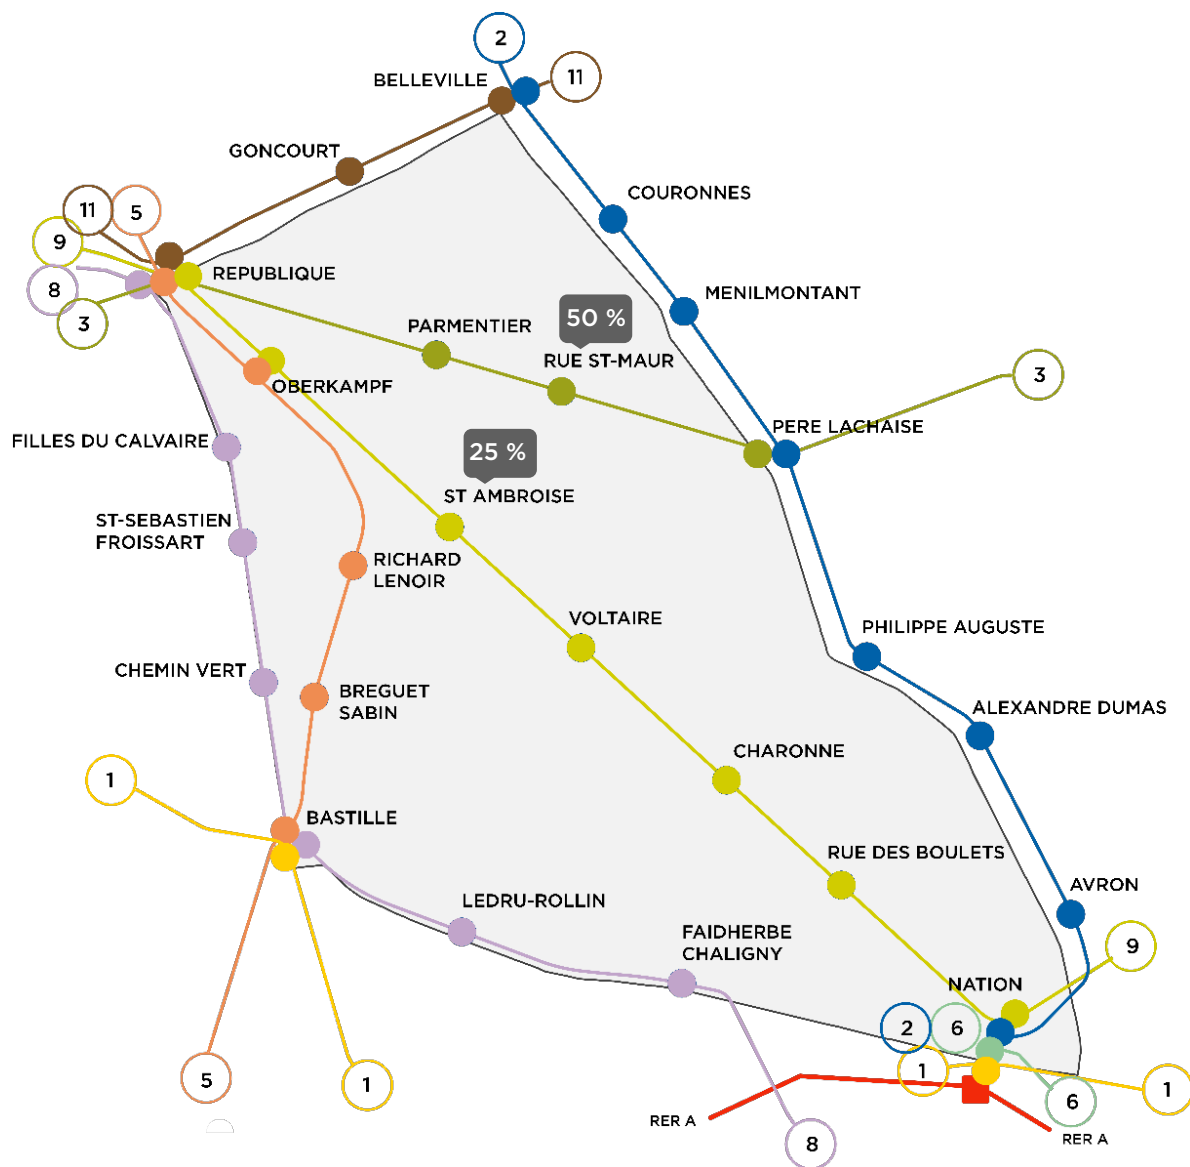 2
11
BELLEVILLE
GONCOURT
COURONNES
11
5
9
REPUBLIQUE
8
MENILMONTANT
3
50 %
PARMENTIER
RUE ST-MAUR
3
OBERKAMPF
PERE LACHAISE
FILLES DU CALVAIRE
25 %
ST AMBROISE
ST-SEBASTIEN
FROISSART
RICHARD
LENOIR
VOLTAIRE
PHILIPPE AUGUSTE
CHEMIN VERT
BREGUET
SABIN
ALEXANDRE DUMAS
CHARONNE
1
BASTILLE
RUE DES BOULETS
AVRON
LEDRU-ROLLIN
FAIDHERBE
CHALIGNY
9
NATION
2
6
1
5
1
1
6
RER A
RER A
8